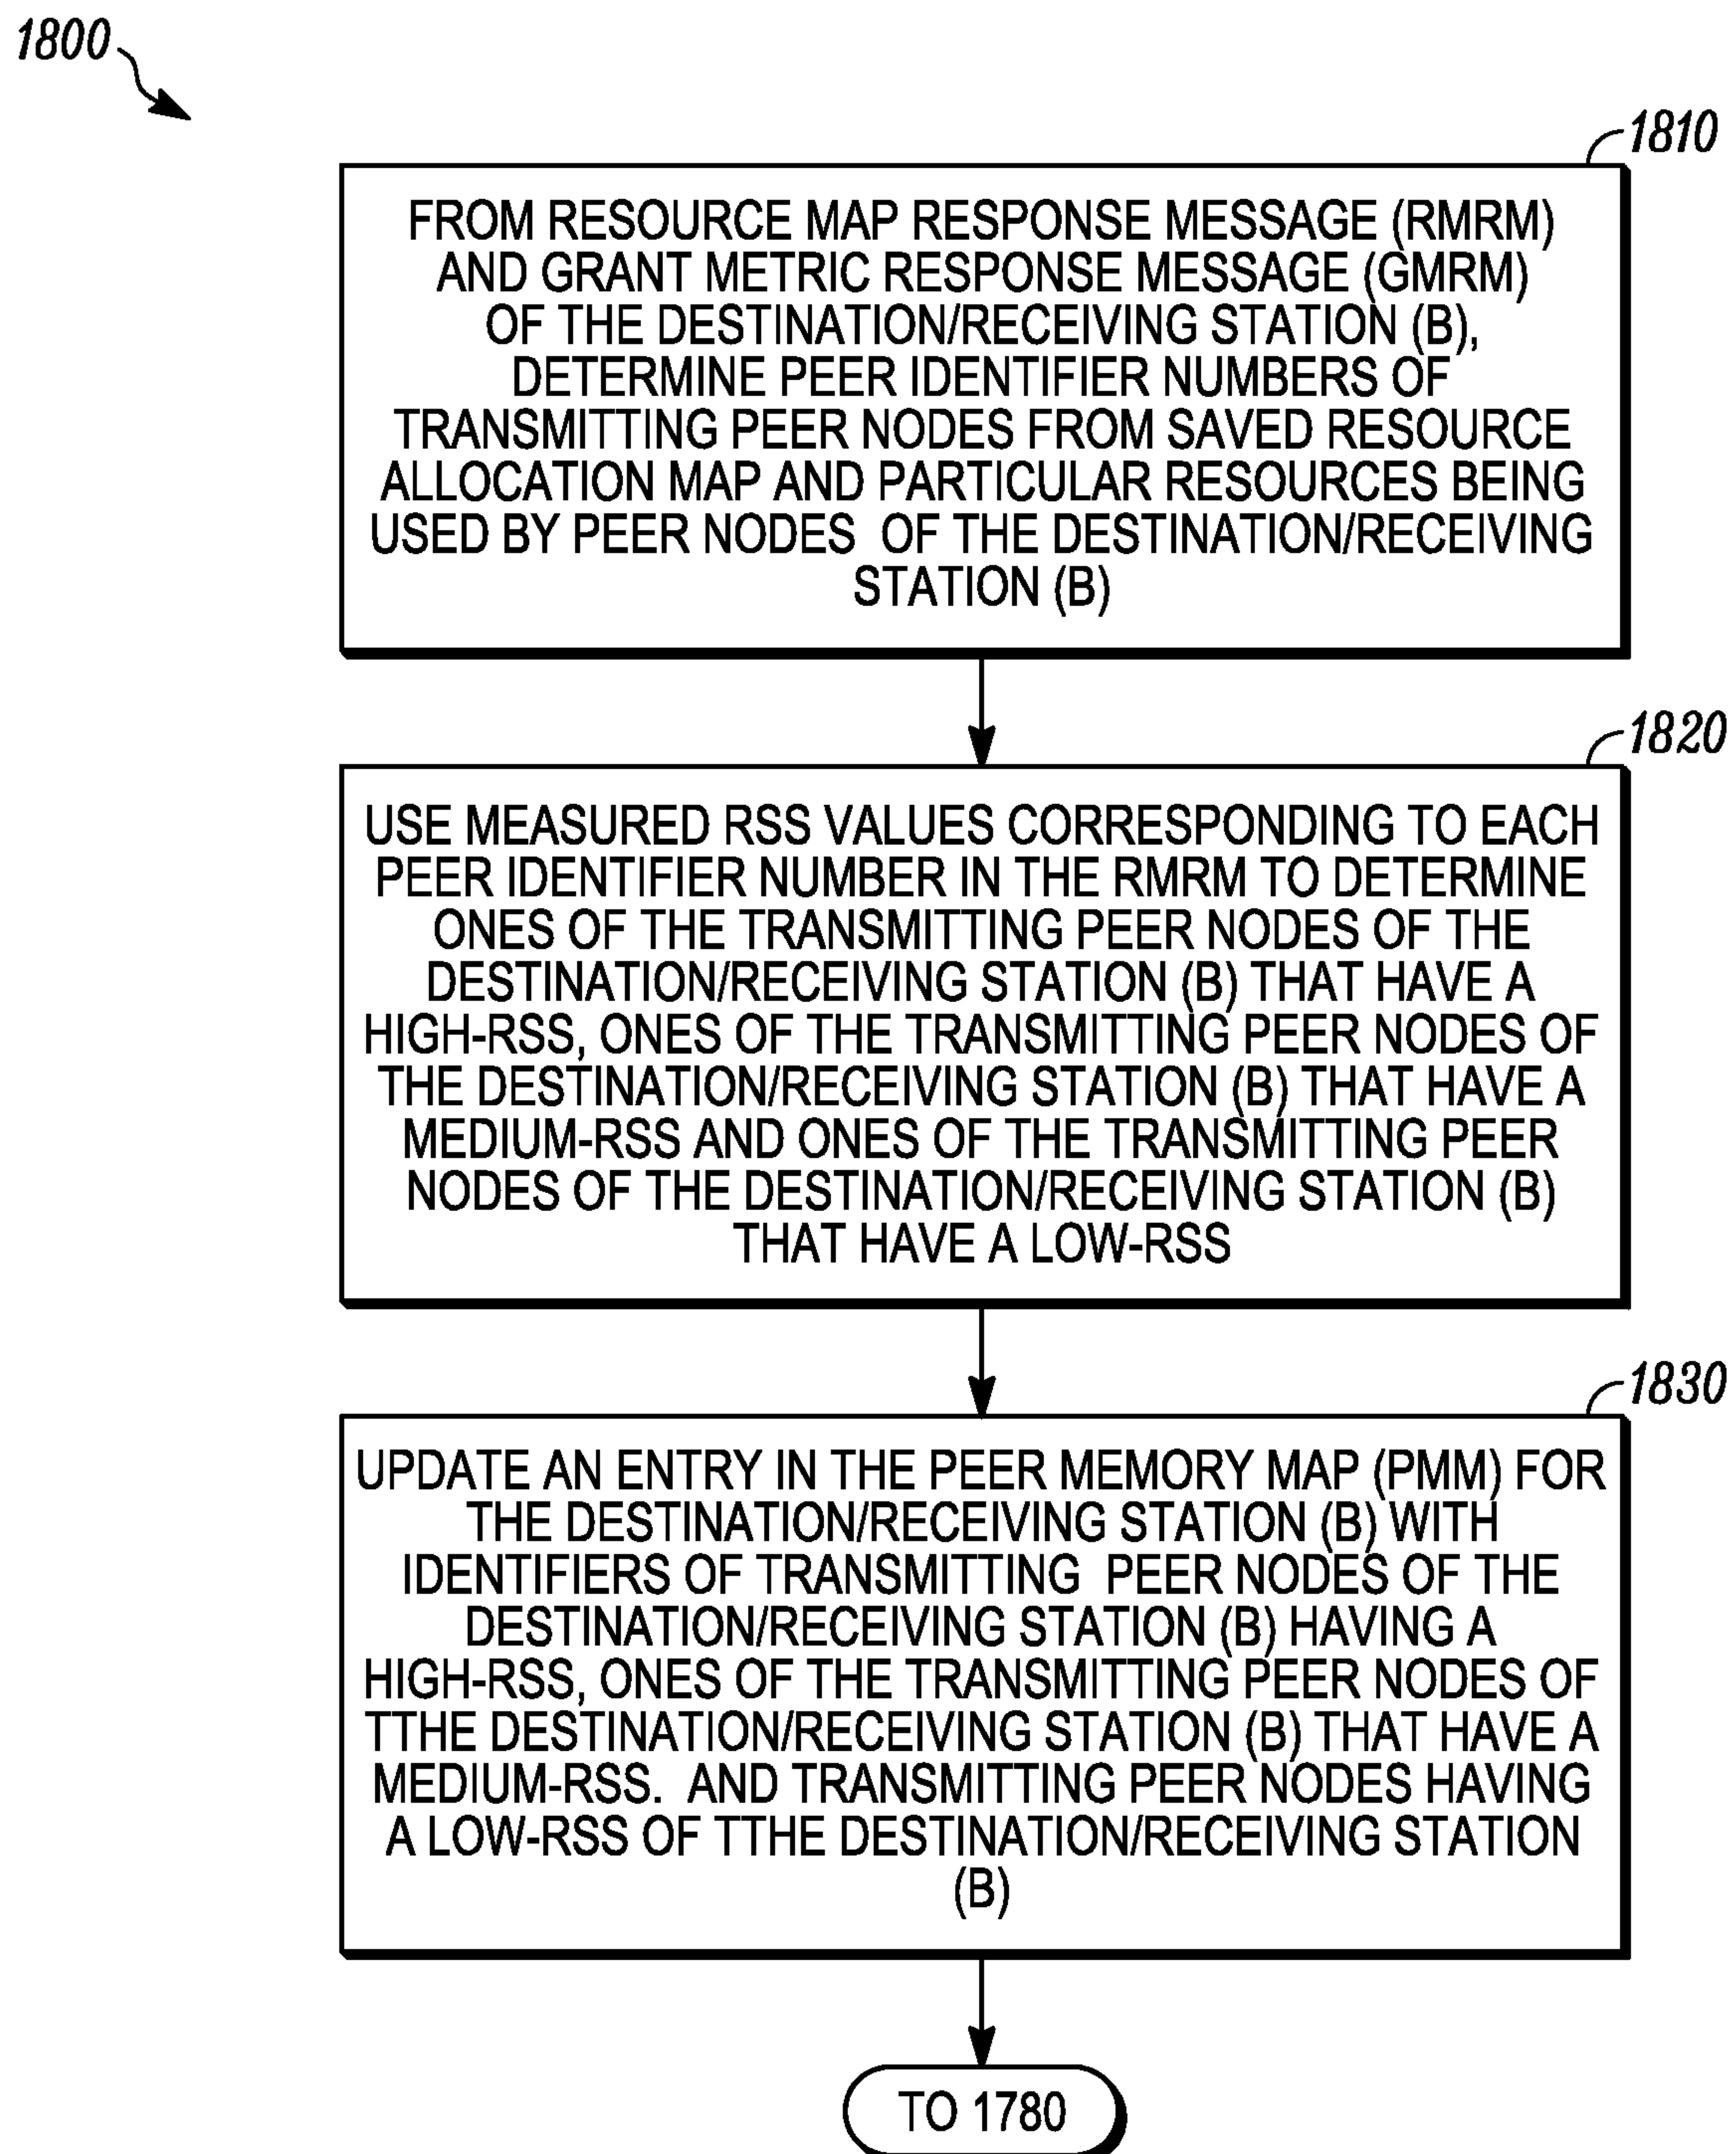 1800
1810
FROM RESOURCE MAP RESPONSE MESSAGE (RMRM)
AND GRANT METRIC RESPONSE MESSAGE (GMRM)
OF THE DESTINATION/RECEIVING STATION (B),
DETERMINE PEER IDENTIFIER NUMBERS OF
TRANSMITTING PEER NODES FROM SAVED RESOURCE
ALLOCATION MAP AND PARTICULAR RESOURCES BEING
USED BY PEER NODES OF THE DESTINATION/RECEIVING
STATION (B)
1820
USE MEASURED RSS VALUES CORRESPONDING TO EACH
PEER IDENTIFIER NUMBER IN THE RMRM TO DETERMINE
ONES OF THE TRANSMITTING PEER NODES OF THE
DESTINATION/RECEIVING STATION (B) THAT HAVE A
HIGH-RSS, ONES OF THE TRANSMITTING PEER NODES OF
THE DESTINATION/RECEIVING STATION (B) THAT HAVE A
MEDIUM-RSS AND ONES OF THE TRANSMITTING PEER
NODES OF THE DESTINATION/RECEIVING STATION (B)
THAT HAVE A LOW-RSS
1830
UPDATE AN ENTRY IN THE PEER MEMORY MAP (PMM) FOR
THE DESTINATION/RECEIVING STATION (B) WITH
IDENTIFIERS OF TRANSMITTING PEER NODES OF THE
DESTINATION/RECEIVING STATION (B) HAVING A
HIGH-RSS, ONES OF THE TRANSMITTING PEER NODES OF
TTHE DESTINATION/RECEIVING STATION (B) THAT HAVE A
MEDIUM-RSS. AND TRANSMITTING PEER NODES HAVING
A LOW-RSS OF TTHE DESTINATION/RECEIVING STATION
(B)
TO 1780